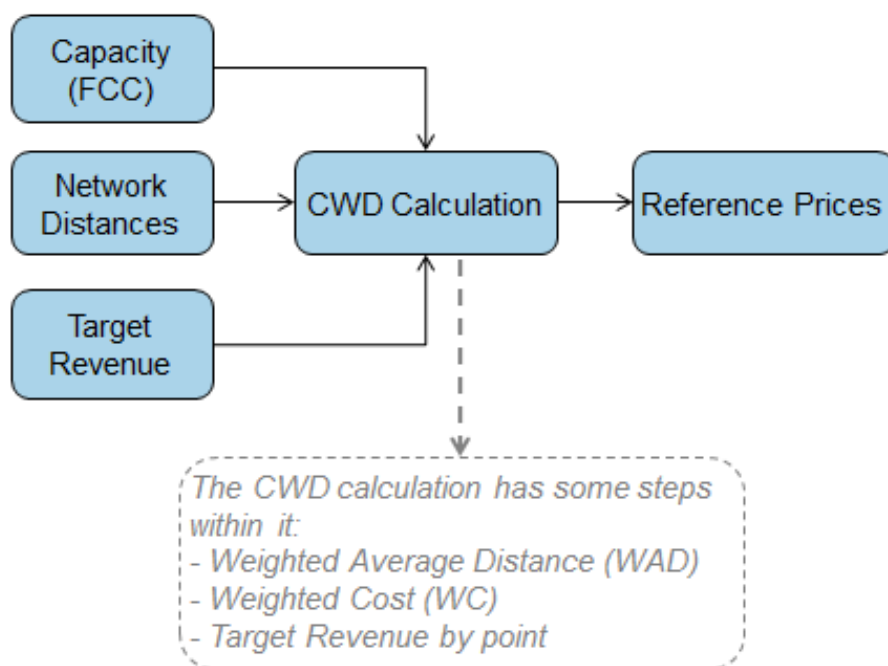 Capacity
(FCC)
Network
Distances
CWD Calculation
Reference Prices
Target
Revenue
The CWD calculation has some steps
within it:
- Weighted Average Distance (WAD)
- Weighted Cost (WC)
- Target Revenue by point